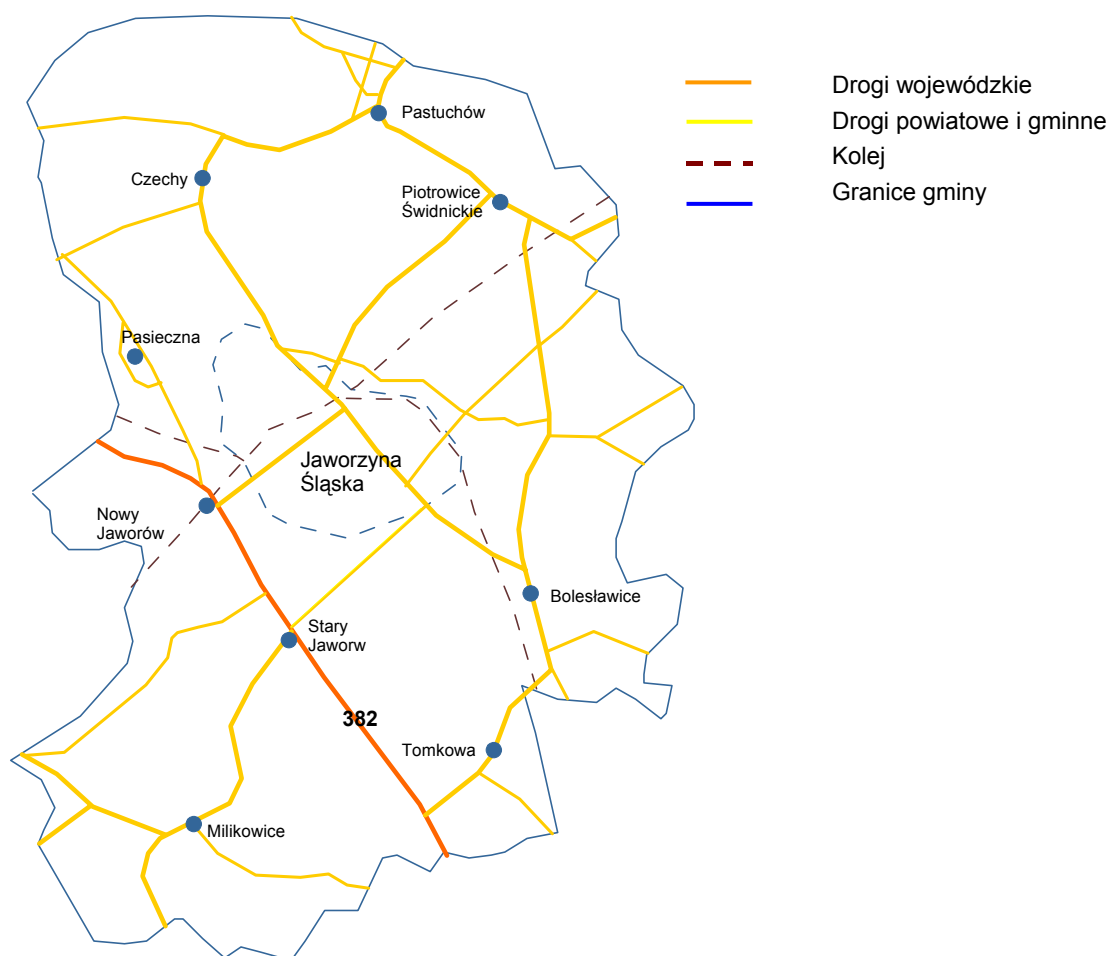 Drogi wojewódzkie
Drogi powiatowe i gminne
Kolej
Granice gminy
Pastuchów
Czechy
Piotrowice
Świdnickie
Pasieczna
Jaworzyna
Śląska
Nowy
Jaworów
Bolesławice
Stary
Jaworw
382
Tomkowa
Milikowice